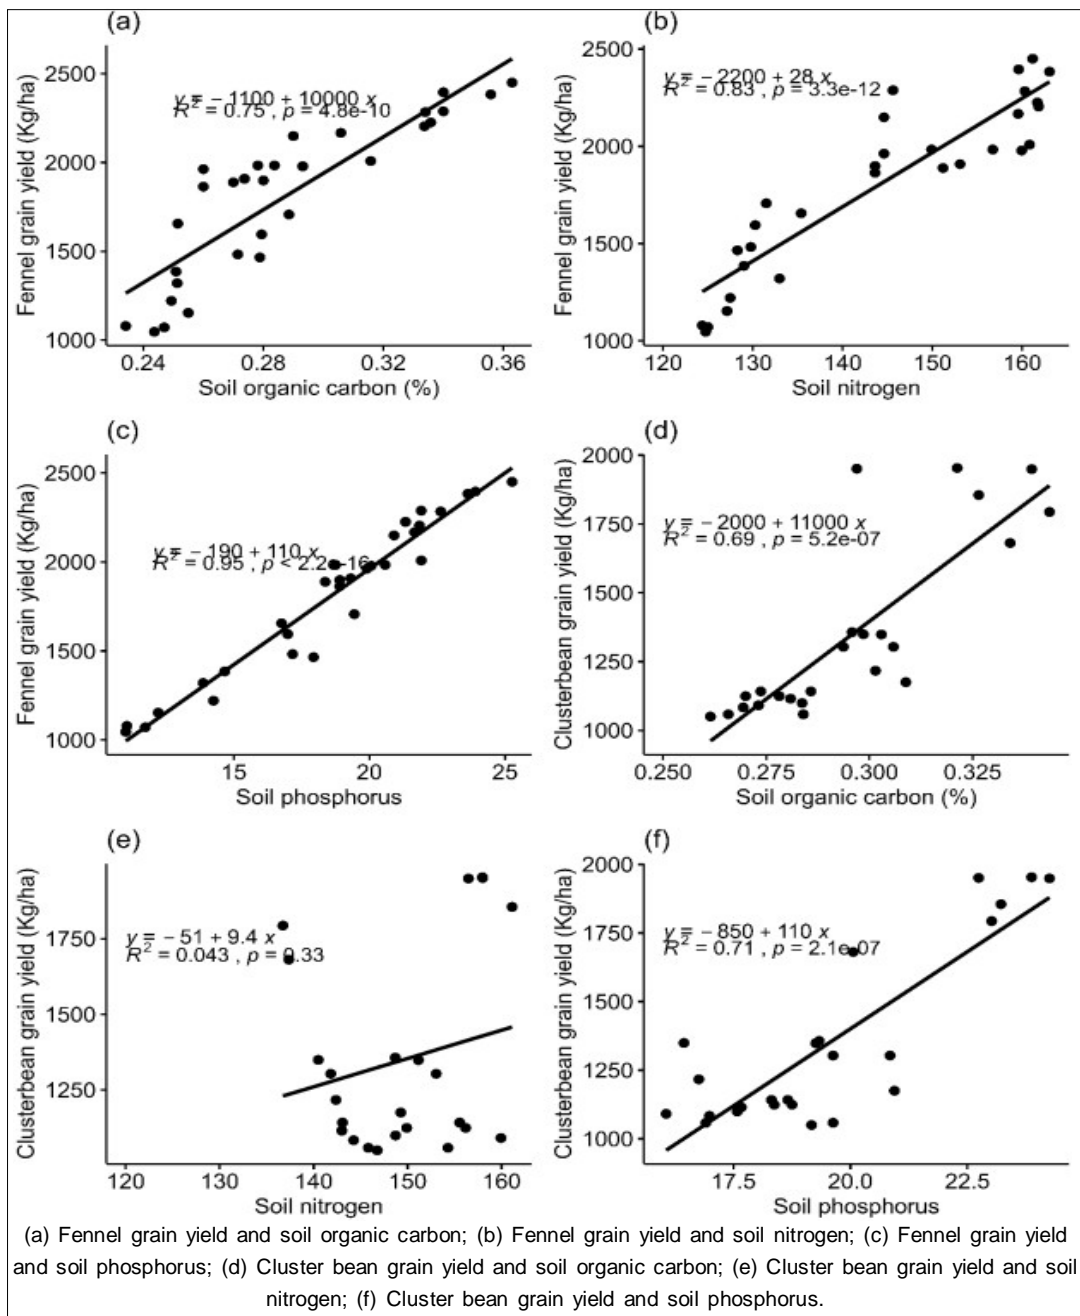 (a)
Fennel grain yield (Kg/ha)
2500
2000
1500
1000
y = − 1100 + 10000 x
R² = 0.75 , p = 4.8e-10
0.24 0.28 0.32 0.36
Soil organic carbon (%)
(b)
Fennel grain yield (Kg/ha)
2500
2000
1500
1000
y = − 2200 + 28 x
R² = 0.83 , p = 3.3e-12
120 130 140 150 160
Soil nitrogen
(c)
Fennel grain yield (Kg/ha)
2500
2000
1500
1000
y = − 190 + 110 x
R² = 0.95 , p < 2.2e-16
15 20 25
Soil phosphorus
(d)
Clusterbean grain yield (Kg/ha)
2000
1750
1500
1250
1000
y = − 2000 + 11000 x
R² = 0.69 , p = 5.2e-07
0.250 0.275 0.300 0.325
Soil organic carbon (%)
(e)
Clusterbean grain yield (Kg/ha)
1750
1500
1250
y = − 51 + 9.4 x
R² = 0.043 , p = 0.33
120 130 140 150 160
Soil nitrogen
(f)
Clusterbean grain yield (Kg/ha)
2000
1750
1500
1250
1000
y = − 850 + 110 x
R² = 0.71 , p = 2.1e-07
17.5 20.0 22.5
Soil phosphorus
(a) Fennel grain yield and soil organic carbon; (b) Fennel grain yield and soil nitrogen; (c) Fennel grain yield
and soil phosphorus; (d) Cluster bean grain yield and soil organic carbon; (e) Cluster bean grain yield and soil
nitrogen; (f) Cluster bean grain yield and soil phosphorus.